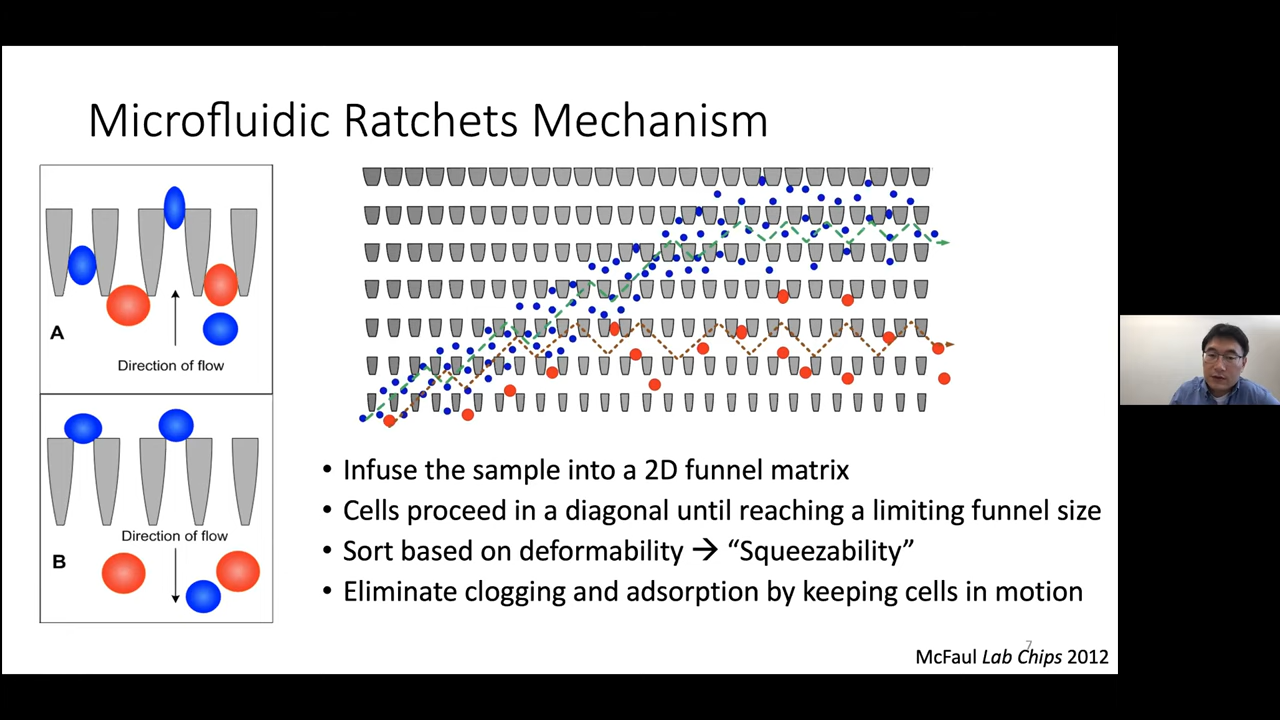 Microfluidic Ratchets Mechanism
A
Direction of flow
Direction of flow
B
• Infuse the sample into a 2D funnel matrix
• Cells proceed in a diagonal until reaching a limiting funnel size
• Sort based on deformability → “Squeezability”
• Eliminate clogging and adsorption by keeping cells in motion
7
McFaul Lab Chips 2012